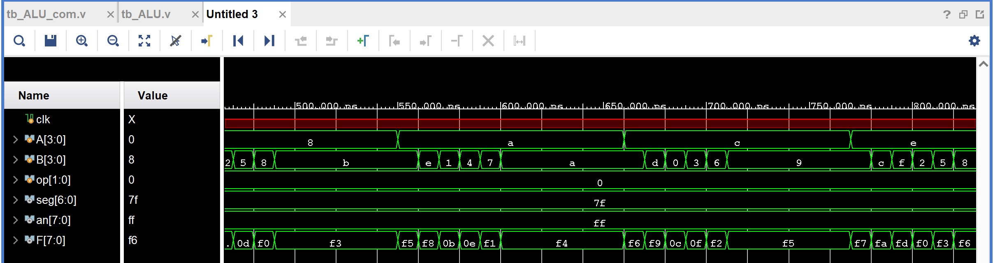 tb_ALU_com.v × tb_ALU.v × Untitled 3 × ?
Name Value
500.000 ns 550.000 ns 600.000 ns 650.000 ns 700.000 ns 750.000 ns 800.000 ns
clk X
A[3:0] 0 8 a c e
B[3:0] 8 2 5 8 b e 1 4 7 a d 0 3 6 9 c f 2 5 8
op[1:0] 0 0
seg[6:0] 7f 7f
an[7:0] ff ff
F[7:0] f6 . 0d f0 f3 f5 f8 0b 0e f1 f4 f6 f9 0c 0f f2 f5 f7 fa fd f0 f3 f6